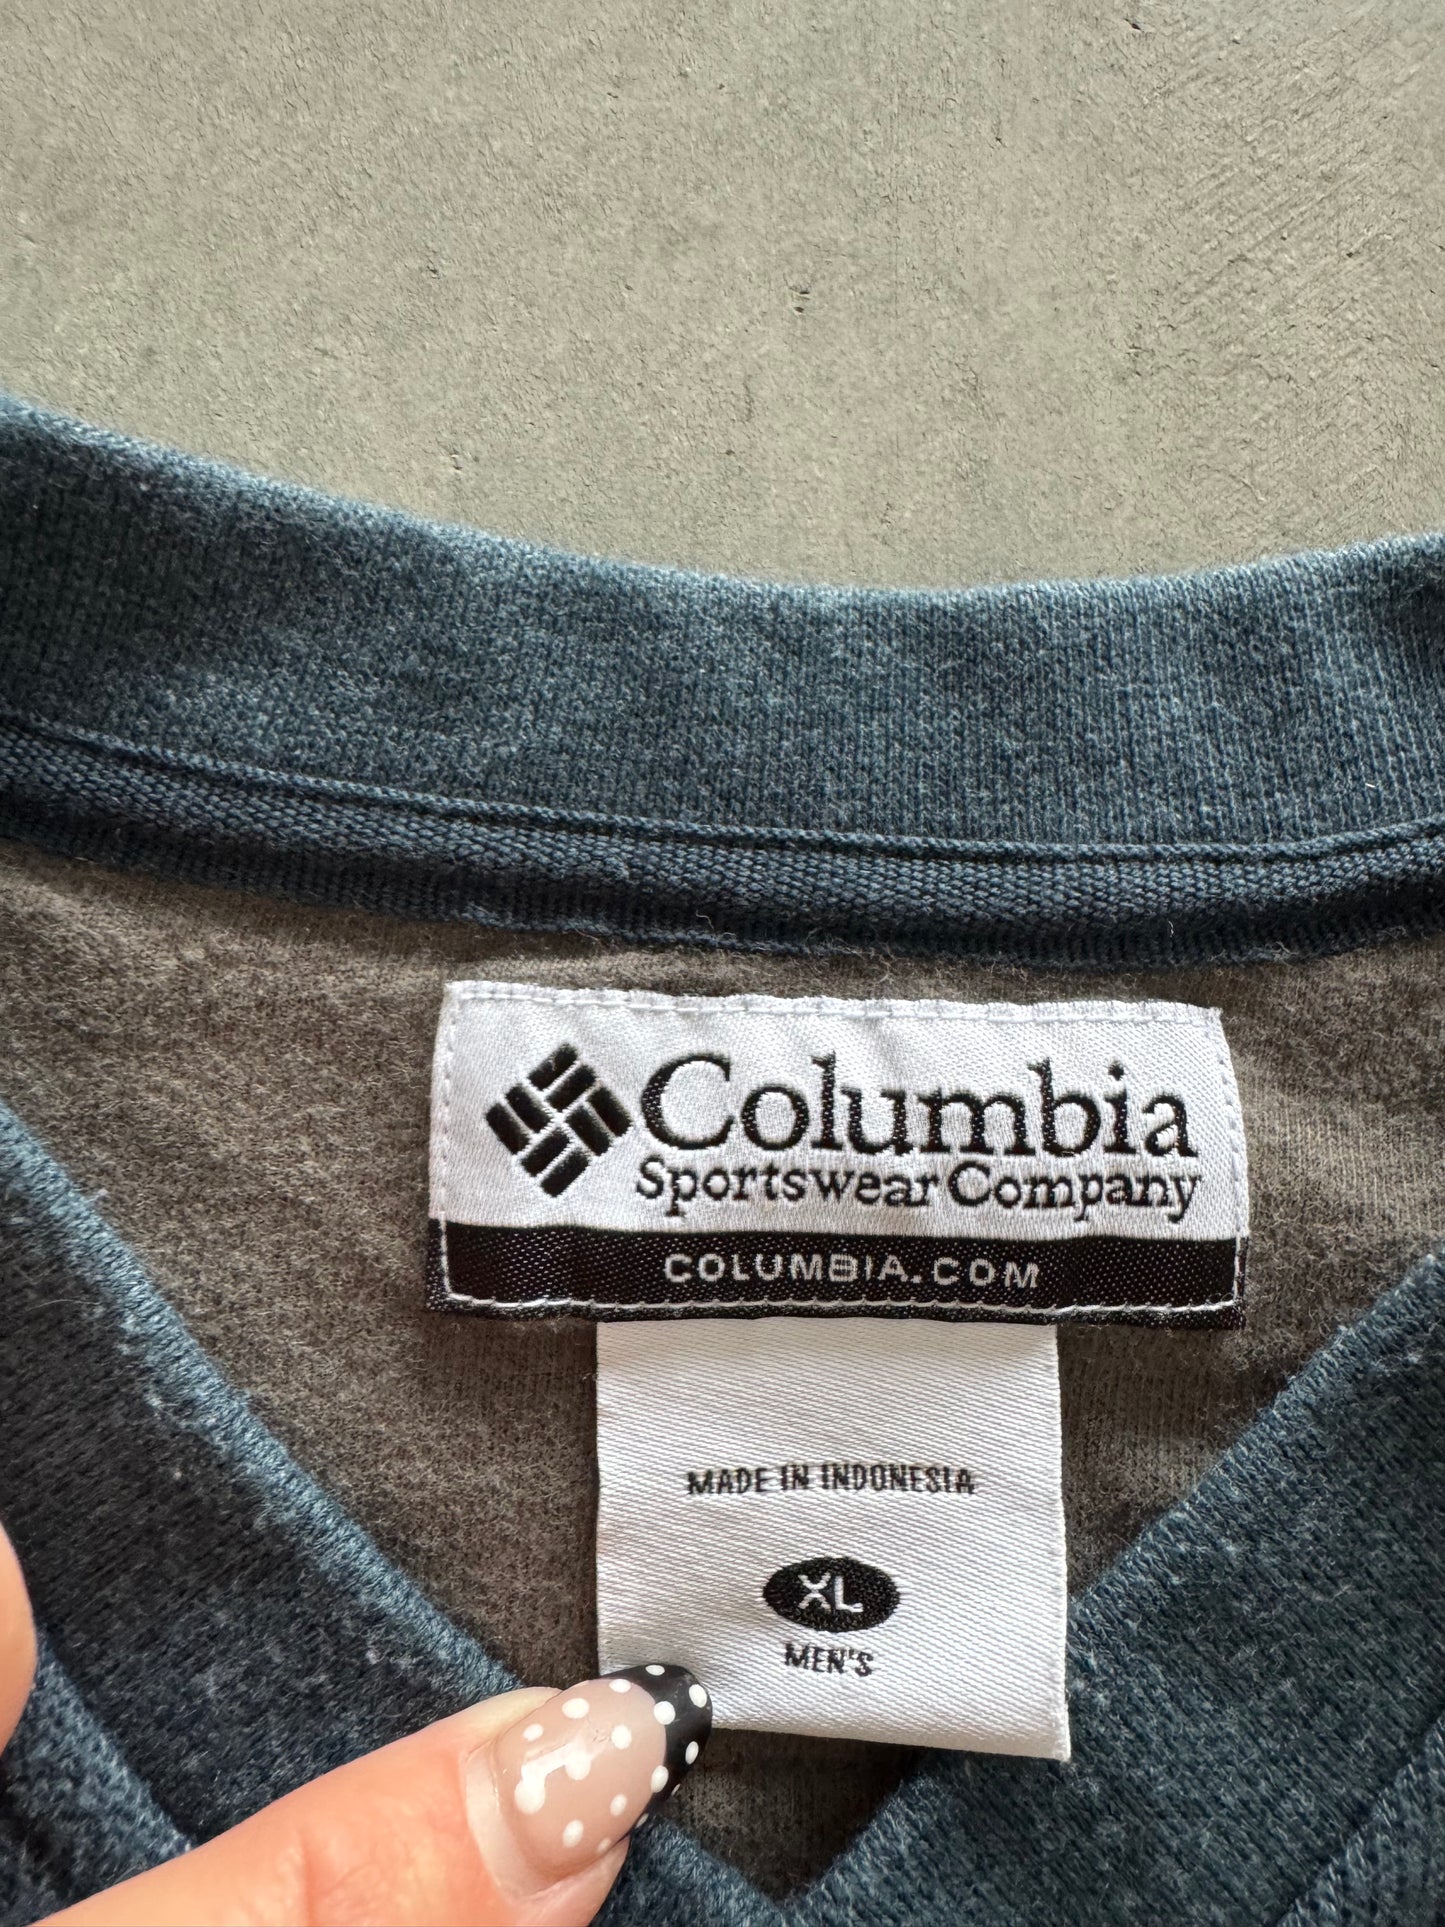 Columbia
Sportswear Company
COLUMBIA.COM
MADE IN INDONESIA
XL
MEN'S